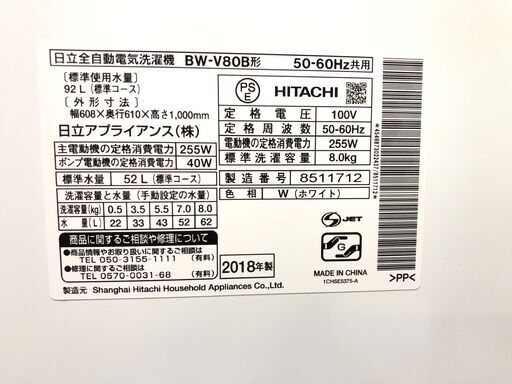 日立全自動電気洗濯機 BW-V80B形 50-60Hz共用
〔標準使用水量〕
92L(標準コース)
〔外形寸法〕
幅608×奥行610×高さ1,000mm
日立アプライアンス(株)
主電動機の定格消費電力 255W
ポンプ電動機の定格消費電力 40W
標準水量 52L(標準コース)
洗濯容量と水量(手動設定の水量)
洗濯容量(kg) 0.5 3.5 5.5 7.0 8.0
水量(L) 22 33 43 52 62
商品に関するご相談や修理について
●商品情報やお取り扱いに関するご相談
TEL 050-3155-1111 (有料)
●修理に関するご相談
TEL 0570-0031-68 (有料)
2018年製
製造元 Shanghai Hitachi Household Appliances Co.,Ltd.
PSE HITACHI
定格電圧 100V
定格周波数 50-60Hz
電動機の定格消費電力 255W
標準洗濯容量 8.0kg
製造番号 8511712
色相 W(ホワイト)
S JET
G
MADE IN CHINA
1CHSE5375-A
>PP<